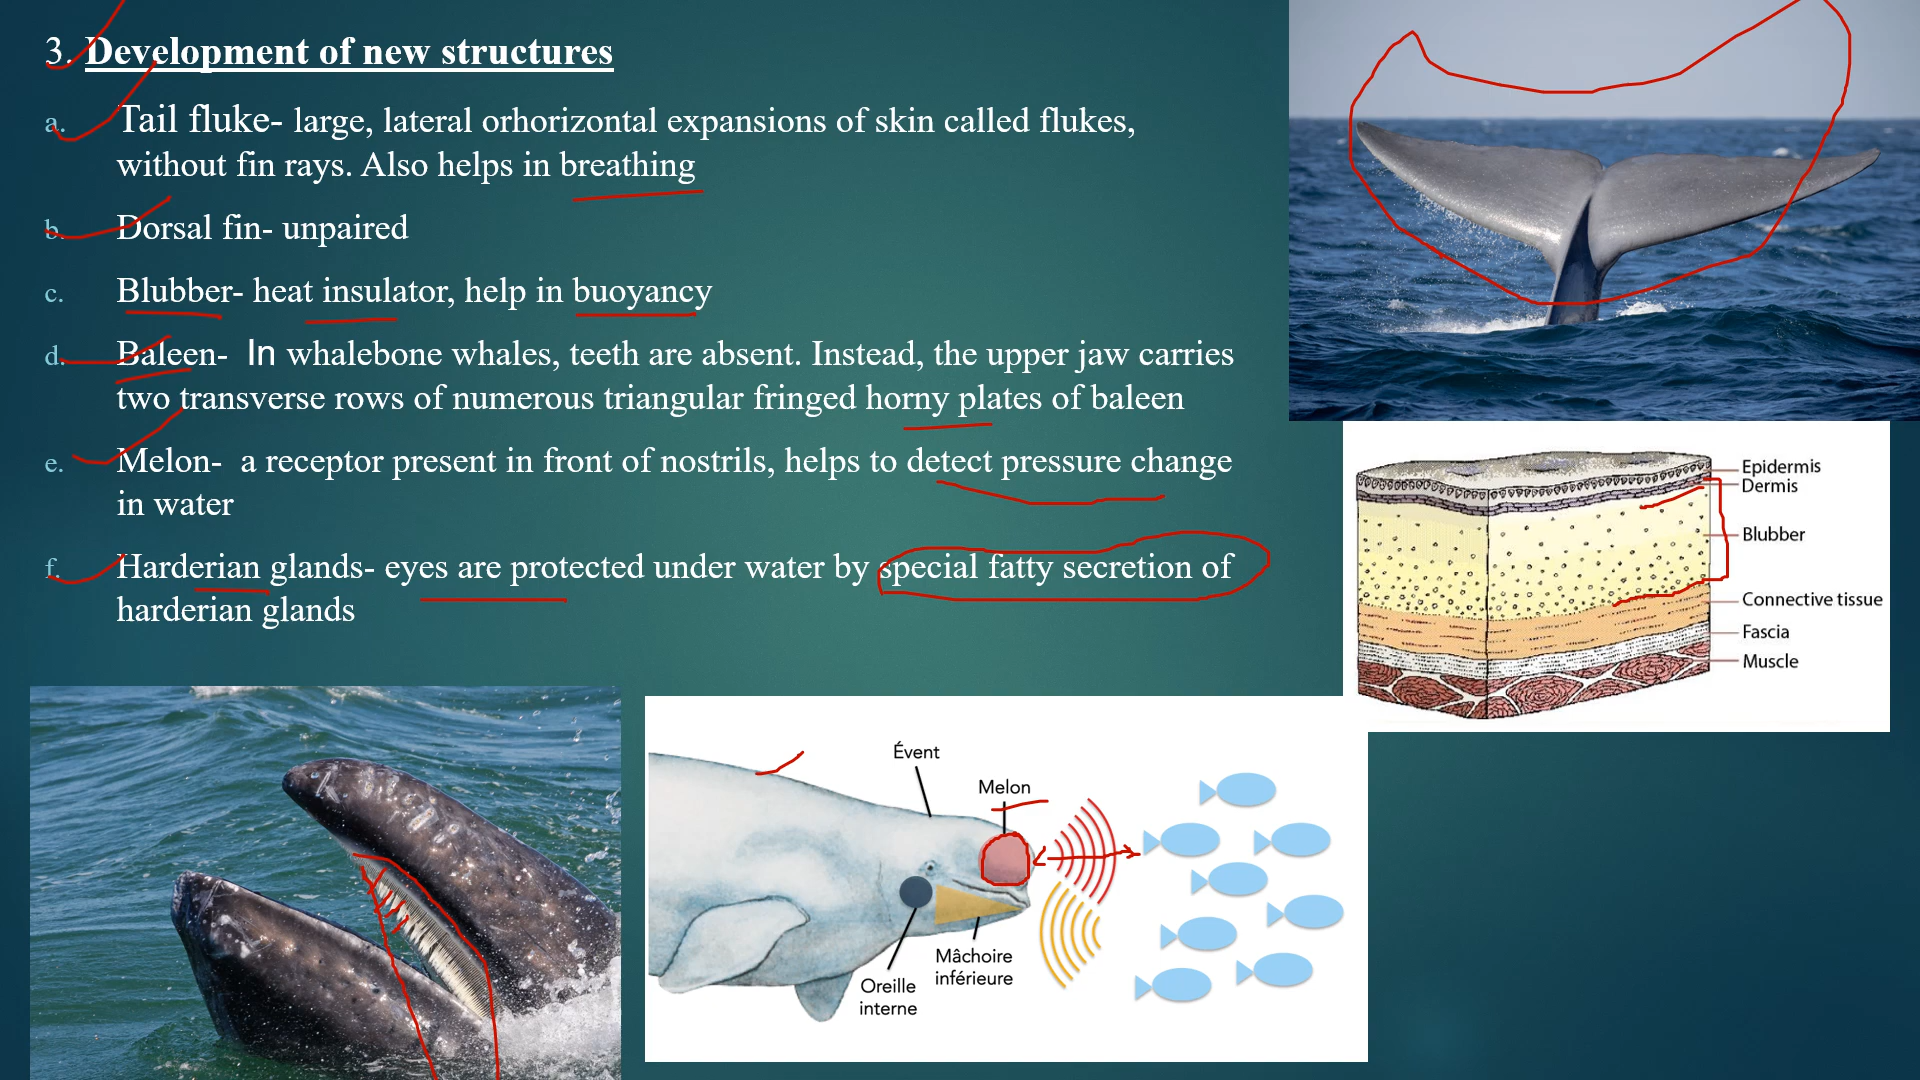 3. Development of new structures
a. Tail fluke- large, lateral orhorizontal expansions of skin called flukes,
without fin rays. Also helps in breathing
b. Dorsal fin- unpaired
c. Blubber- heat insulator, help in buoyancy
d. Baleen- In whalebone whales, teeth are absent. Instead, the upper jaw carries
two transverse rows of numerous triangular fringed horny plates of baleen
e. Melon- a receptor present in front of nostrils, helps to detect pressure change
in water
f. Harderian glands- eyes are protected under water by special fatty secretion of
harderian glands
Epidermis
Dermis
Blubber
Connective tissue
Fascia
Muscle
Évent
Melon
Mâchoire
inférieure
Oreille
interne